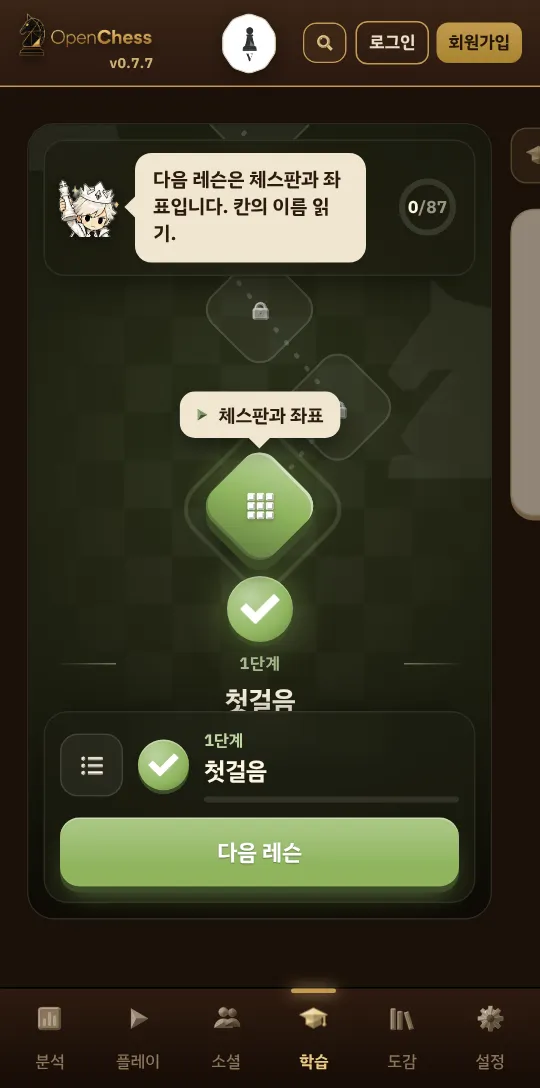 OpenChess
v0.7.7
V
로그인
회원가입
다음 레슨은 체스판과 좌
표입니다. 칸의 이름 읽
기.
0/87
체스판과 좌표
1단계
첫걸음
1단계
첫걸음
다음 레슨
분석
플레이
소셜
학습
도감
설정